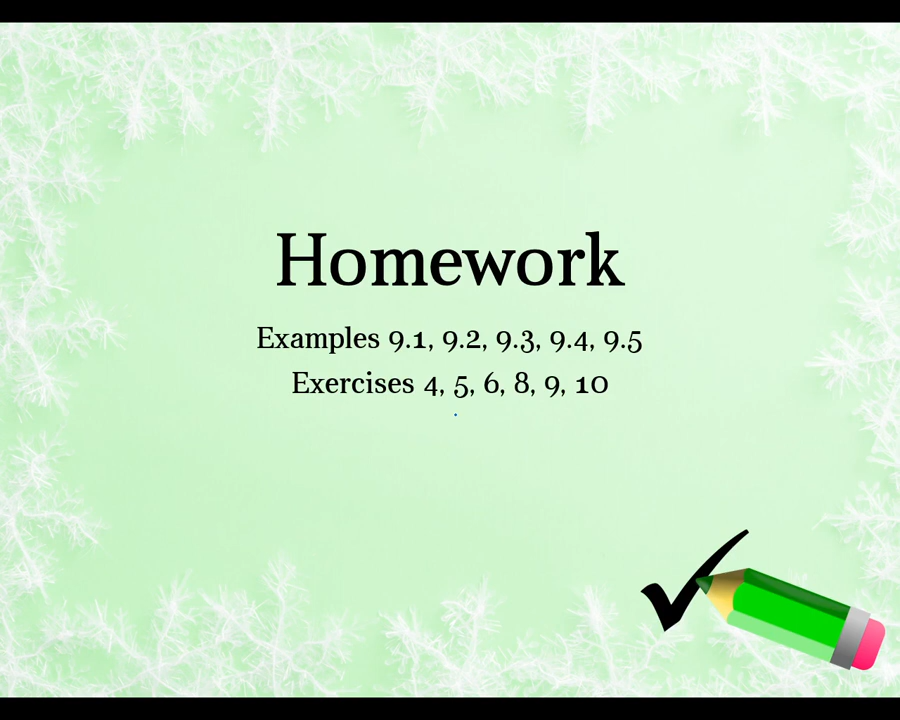 Homework
Examples 9.1, 9.2, 9.3, 9.4, 9.5
Exercises 4, 5, 6, 8, 9, 10